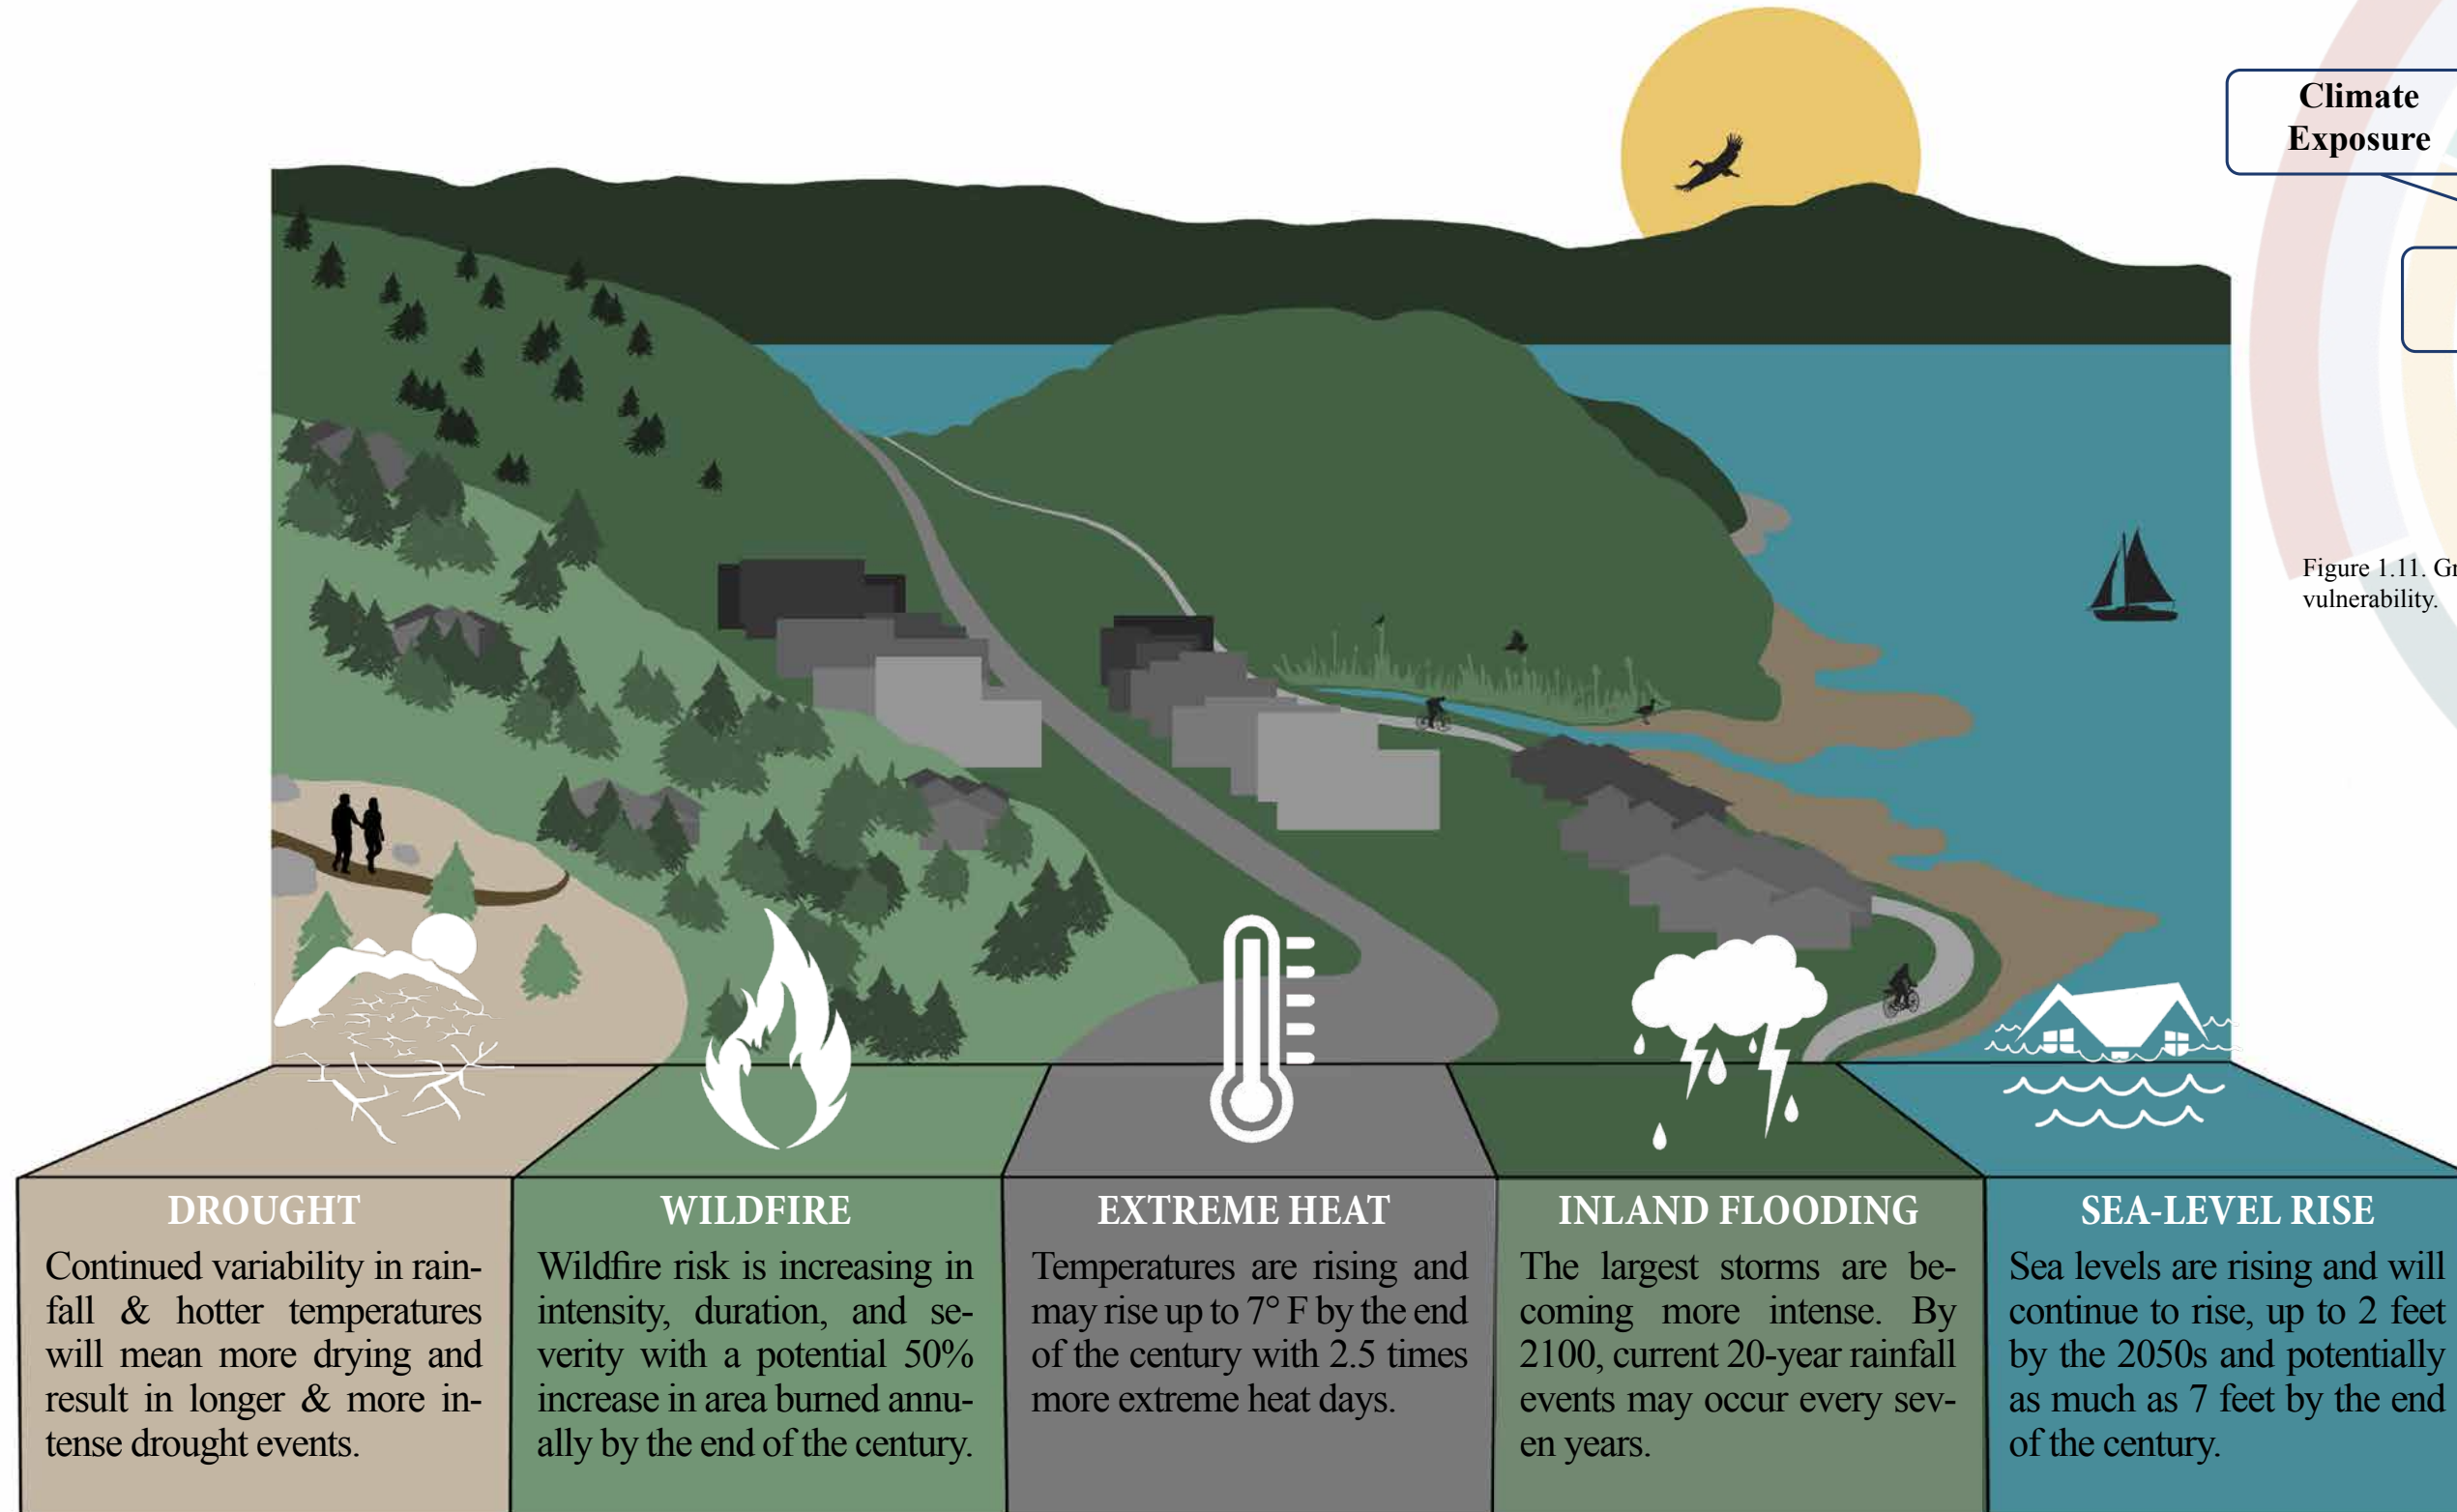 Climate
Exposure
Figure 1.11.
vulnerability.
DROUGHT
Continued variability in rain-
fall & hotter temperatures
will mean more drying and
result in longer & more in-
tense drought events.
WILDFIRE
Wildfire risk is increasing in
intensity, duration, and se-
verity with a potential 50%
increase in area burned annu-
ally by the end of the century.
EXTREME HEAT
Temperatures are rising and
may rise up to 7° F by the end
of the century with 2.5 times
more extreme heat days.
INLAND FLOODING
The largest storms are be-
coming more intense. By
2100, current 20-year rainfall
events may occur every sev-
en years.
SEA-LEVEL RISE
Sea levels are rising and will
continue to rise, up to 2 feet
by the 2050s and potentially
as much as 7 feet by the end
of the century.